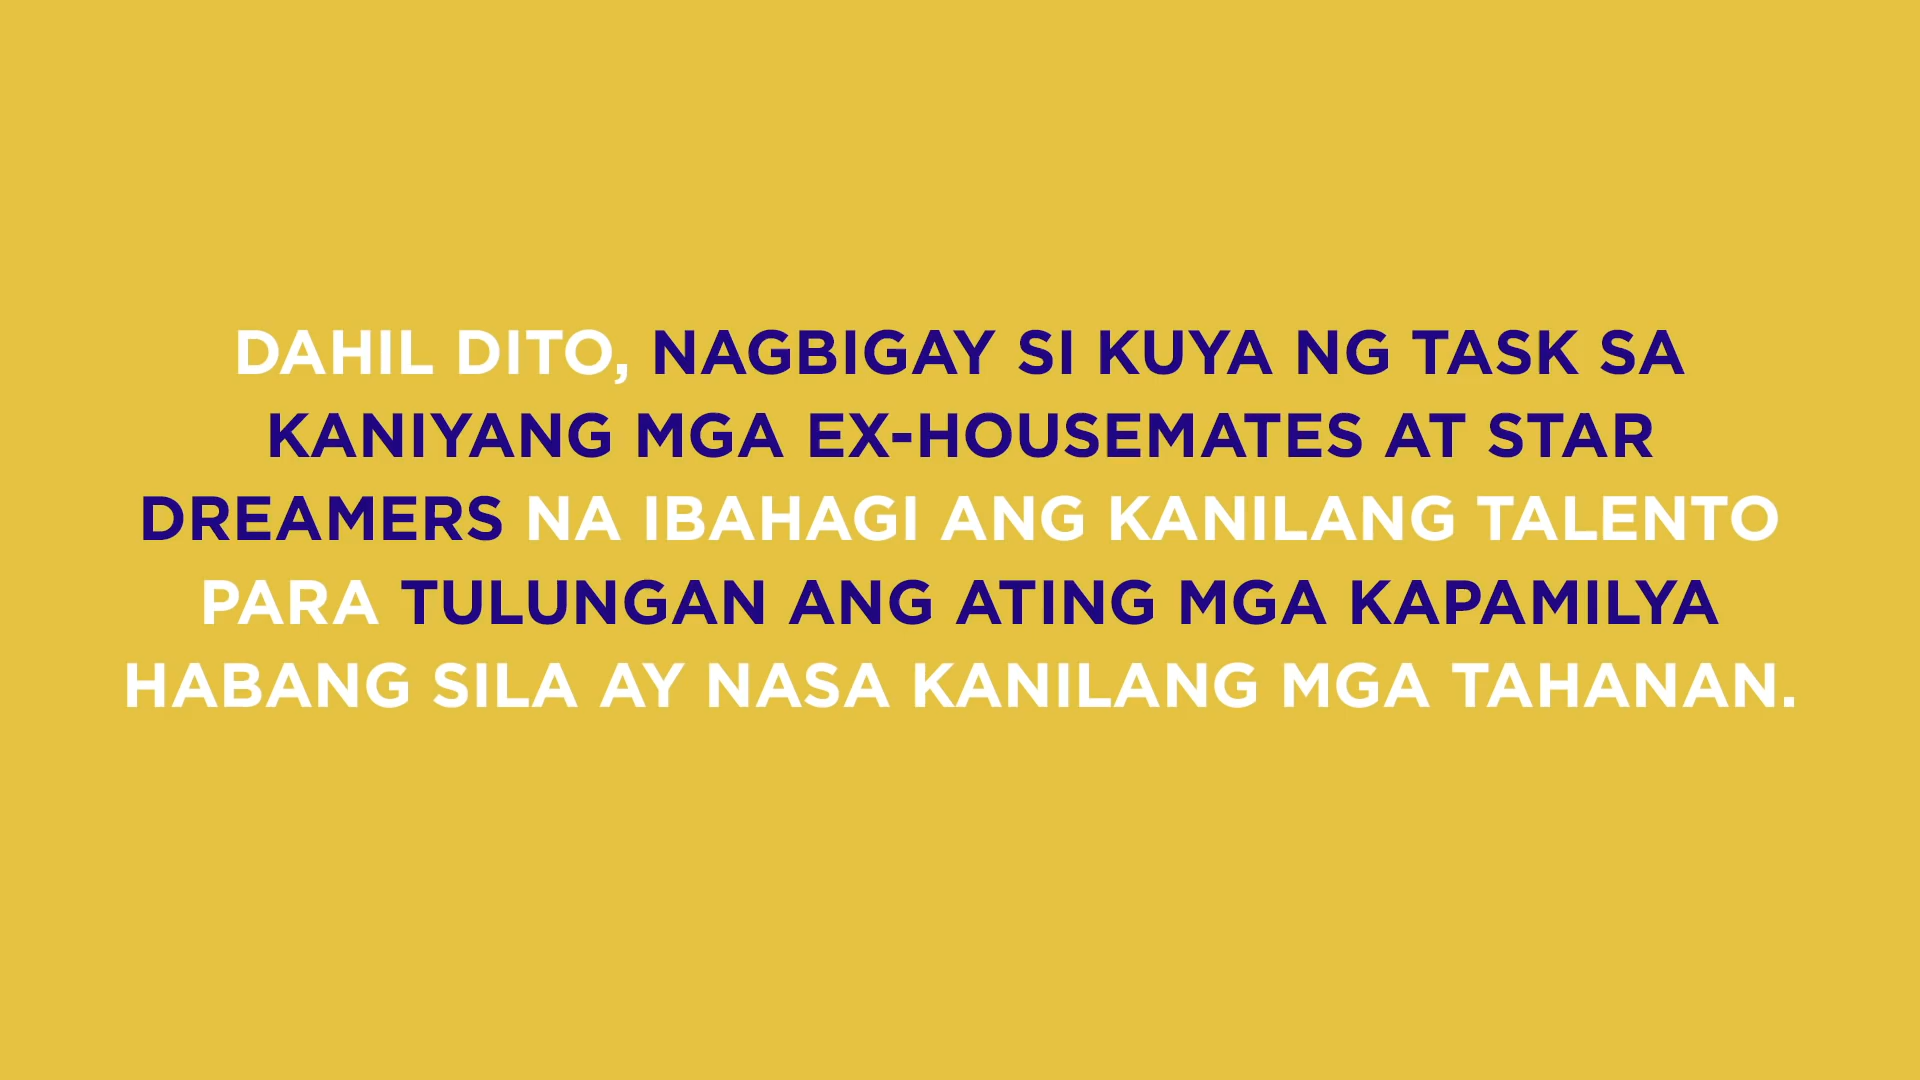 DAHIL DITO, NAGBIGAY SI KUYA NG TASK SA
KANIYANG MGA EX-HOUSEMATES AT STAR
DREAMERS NA IBAHAGI ANG KANILANG TALENTO
PARA TULUNGAN ANG ATING MGA KAPAMILYA
HABANG SILA AY NASA KANILANG MGA TAHANAN.